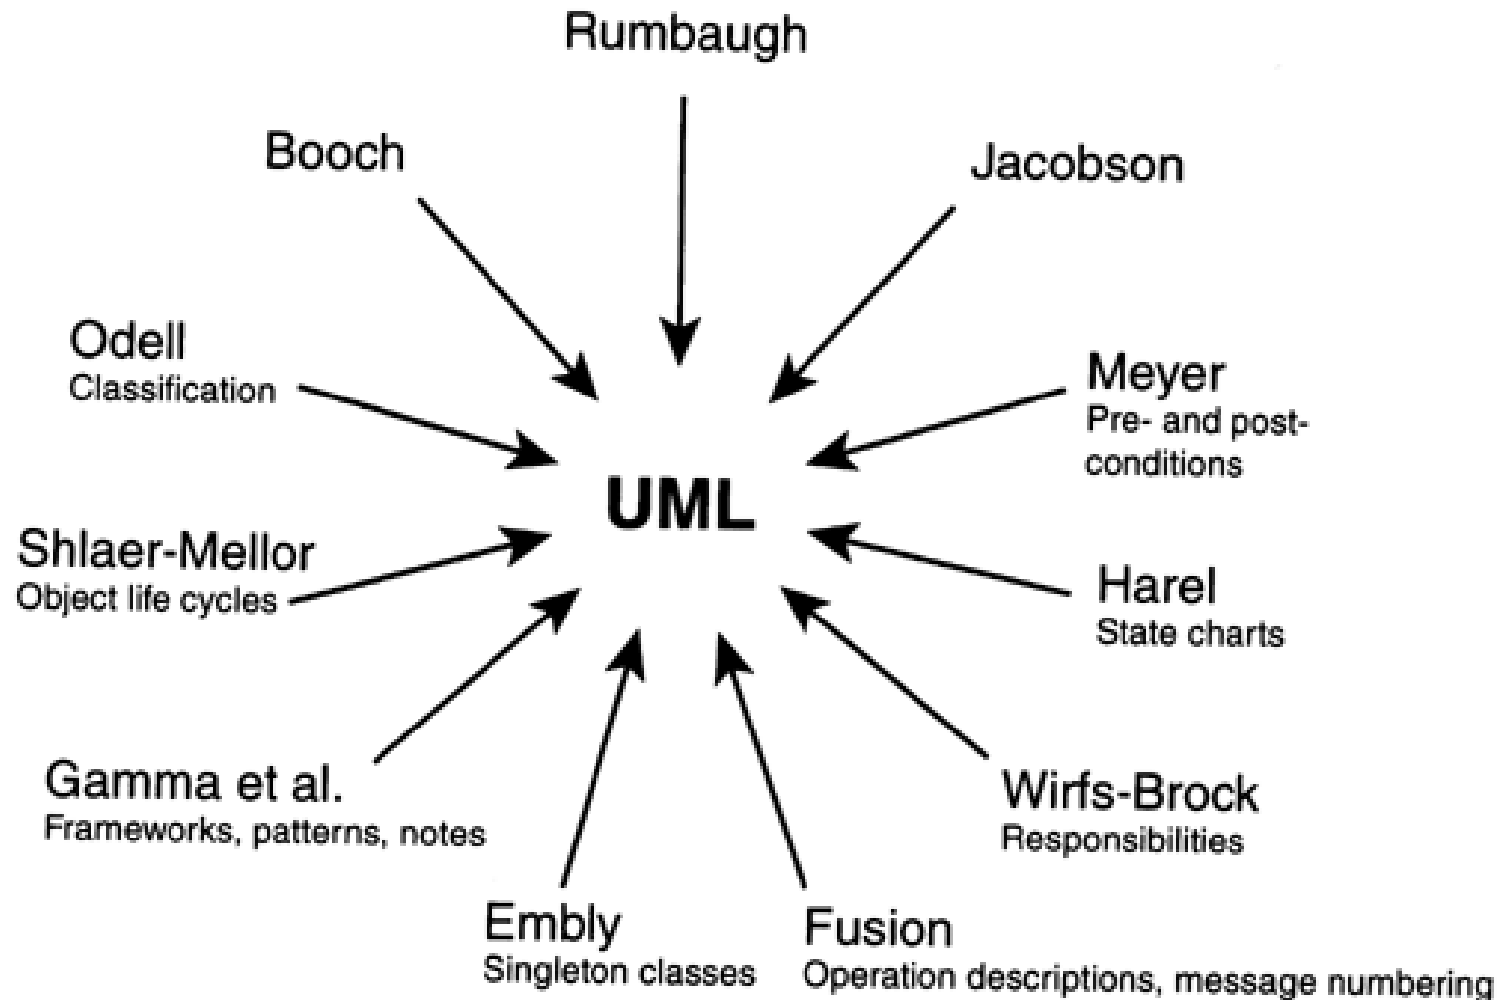 Rumbaugh
Booch
Jacobson
Odell
Classification
Meyer
Pre- and post-
conditions
UML
Shlaer-Mellor
Object life cycles
Harel
State charts
Gamma et al.
Frameworks, patterns, notes
Wirfs-Brock
Responsibilities
Embly
Singleton classes
Fusion
Operation descriptions, message numbering